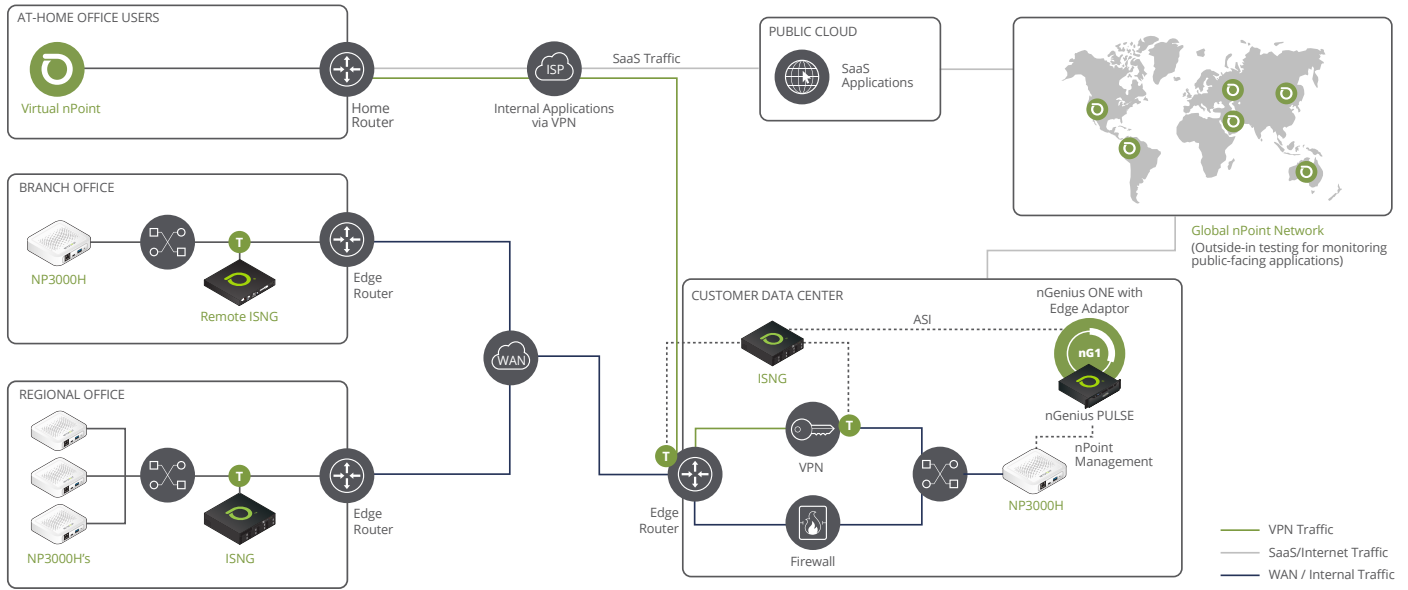 AT-HOME OFFICE USERS
Virtual nPoint
Home
Router
ISP
Internal Applications
via VPN
SaaS Traffic
PUBLIC CLOUD
SaaS
Applications
Global nPoint Network
(Outside-in testing for monitoring
public-facing applications)
BRANCH OFFICE
NP3000H
T
Remote ISNG
Edge
Router
WAN
REGIONAL OFFICE
NP3000H's
T
ISNG
Edge
Router
CUSTOMER DATA CENTER
nGenius ONE with
Edge Adaptor
ASI
nG1
ISNG
nGenius PULSE
T
VPN
T
nPoint
Management
NP3000H
Edge
Router
Firewall
VPN Traffic
SaaS/Internet Traffic
WAN / Internal Traffic